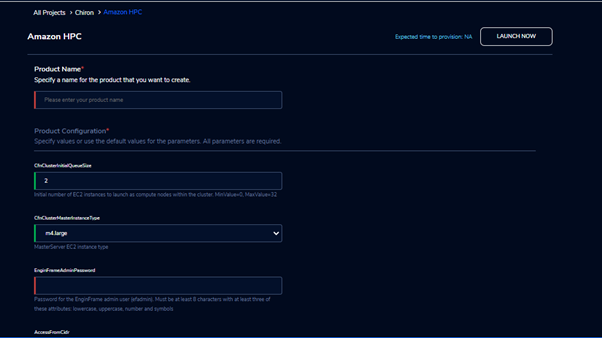 All Projects > Chiron > Amazon HPC
Amazon HPC
Expected time to provision: NA
LAUNCH NOW
Product Name*
Specify a name for the product that you want to create.
Please enter your product name
Product Configuration*
Specify values or use the default values for the parameters. All parameters are required.
CfnClusterInitialQueueSize
2
Initial number of EC2 instances to launch as compute nodes within the cluster. MinValue=0, MaxValue=32
CfnClusterMasterInstanceType
m4.large
MasterServer EC2 instance type
EnginFrameAdminPassword
Password for the EnginFrame admin user (efadmin). Must be at least 8 characters with at least three of
these attributes: lowercase, uppercase, number and symbols
AccessFromCidr